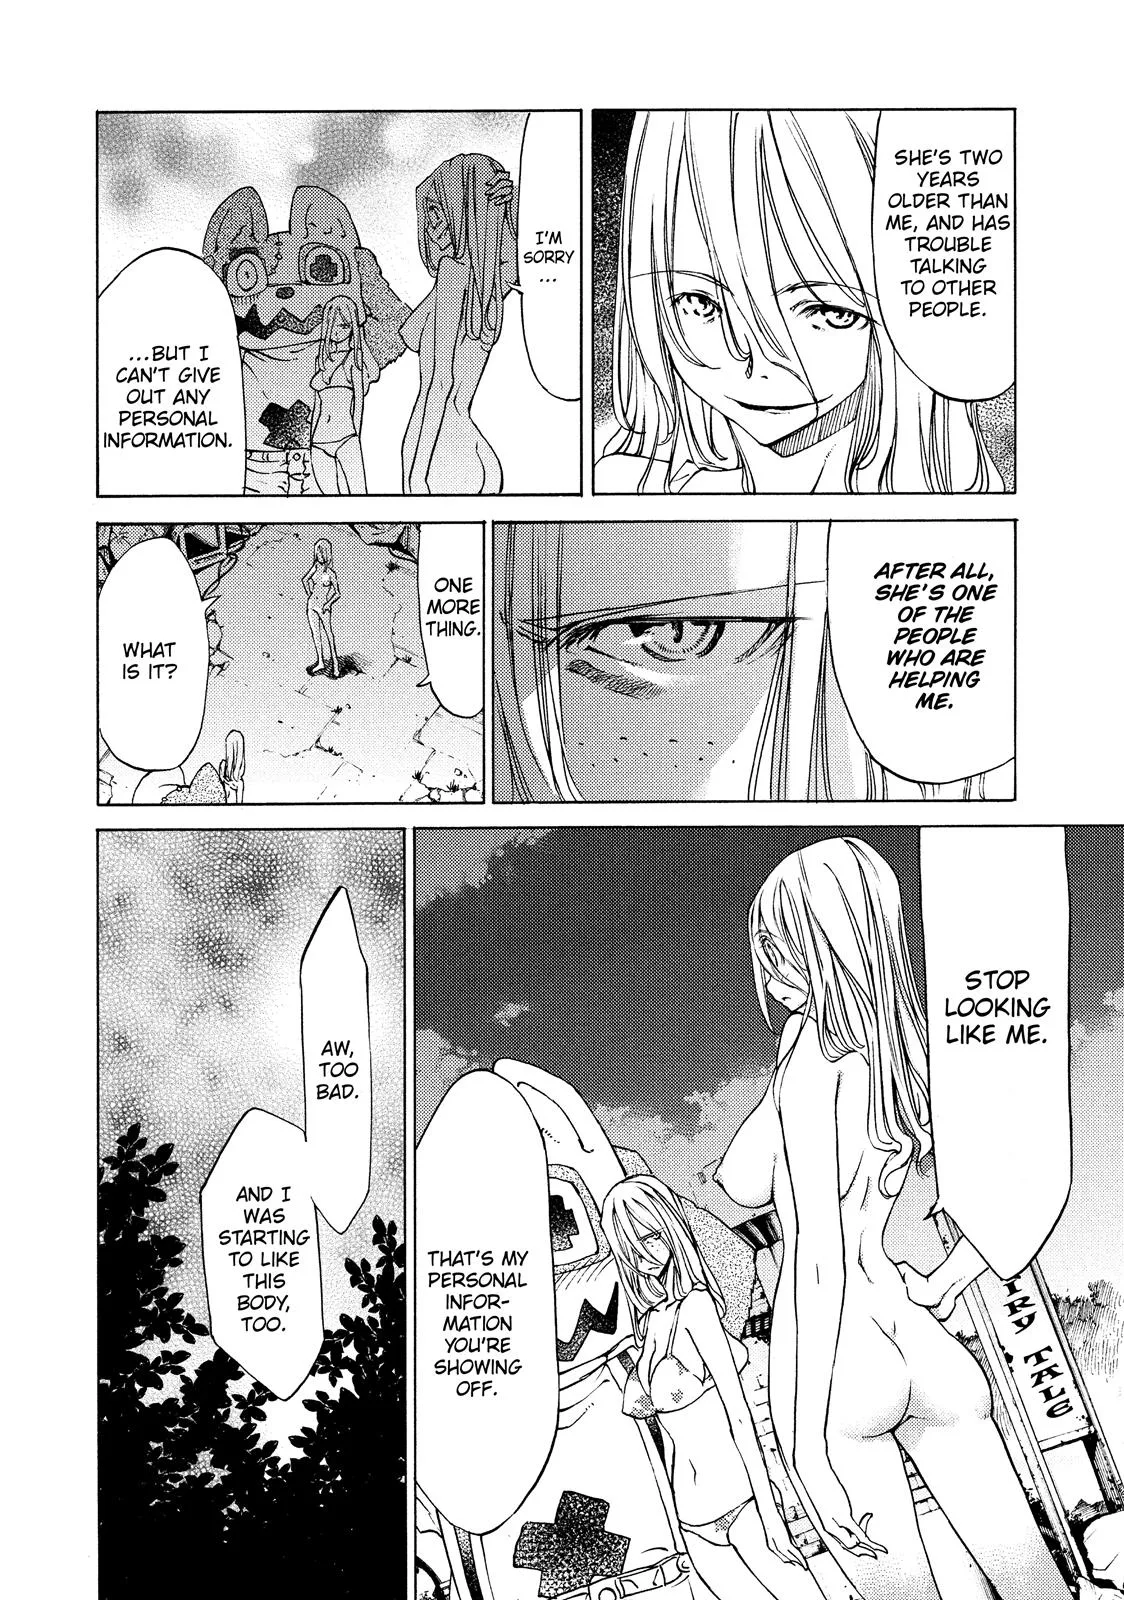 SHE'S TWO
YEARS
OLDER THAN
ME, AND HAS
TROUBLE
TALKING
TO OTHER
PEOPLE.
I'M
SORRY
...
...BUT I
CAN'T GIVE
OUT ANY
PERSONAL
INFORMATION.
AFTER ALL,
SHE'S ONE
OF THE
PEOPLE
WHO ARE
HELPING
ME.
ONE
MORE
THING.
WHAT
IS IT?
STOP
LOOKING
LIKE ME.
THAT'S MY
PERSONAL
INFOR-
MATION
YOU'RE
SHOWING
OFF.
IRY TALE
AW,
TOO
BAD.
AND I
WAS
STARTING
TO LIKE
THIS
BODY,
TOO.